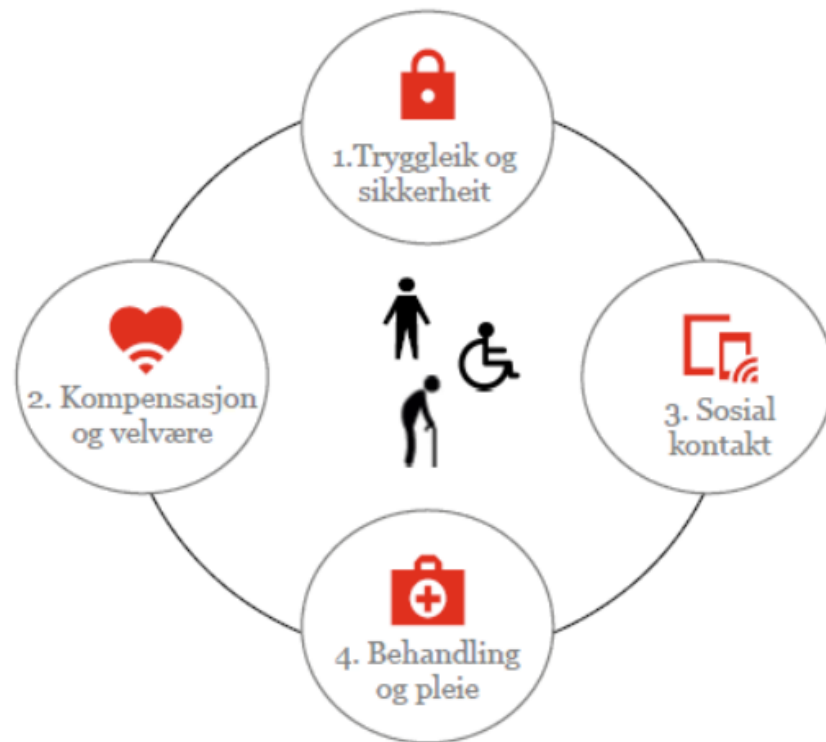 1.Tryggleik og
sikkerheit
2. Kompensasjon
og velvære
3. Sosial
kontakt
4. Behandling
og pleie